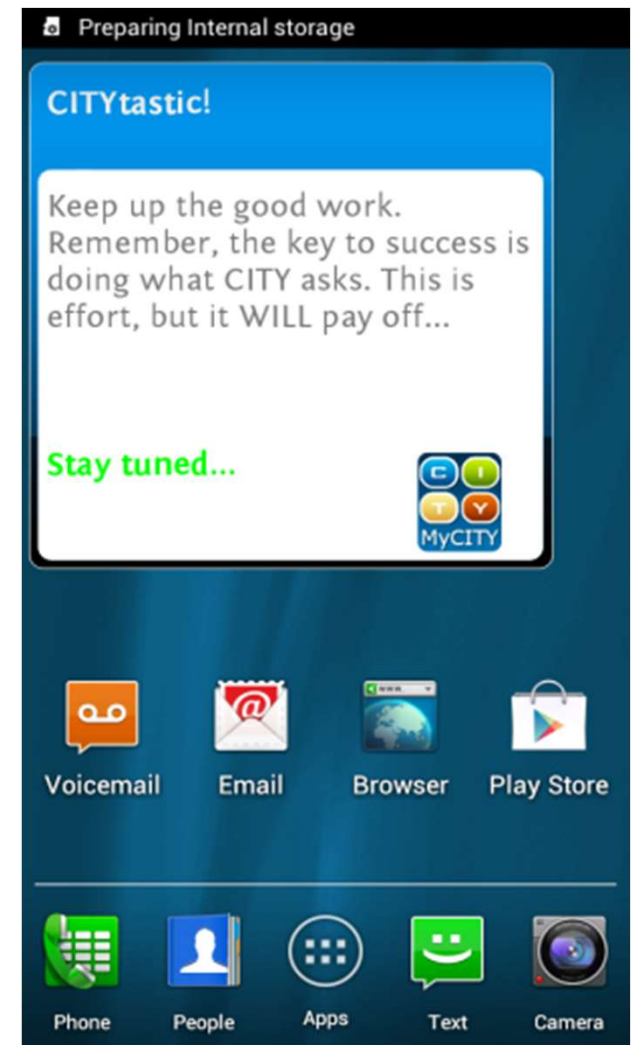 Preparing Internal storage
CITYtastic!
Keep up the good work.
Remember, the key to success is
doing what CITY asks. This is
effort, but it WILL pay off...
Stay tuned...
C I
T Y
MyCITY
www.
@
Voicemail Email Browser Play Store
Phone People Apps Text Camera